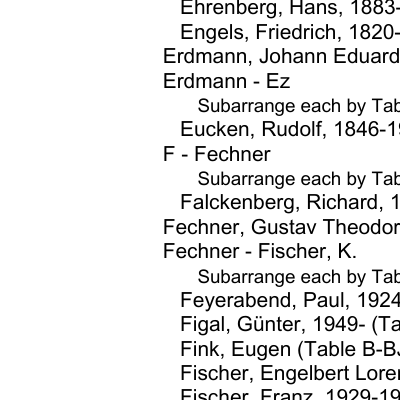 Ehrenberg, Hans, 1883-
Engels, Friedrich, 1820-
Erdmann, Johann Eduard
Erdmann - Ez
Subarrange each by Tab
Eucken, Rudolf, 1846-19
F - Fechner
Subarrange each by Tab
Falckenberg, Richard, 1
Fechner, Gustav Theodor
Fechner - Fischer, K.
Subarrange each by Tab
Feyerabend, Paul, 1924
Figal, Günter, 1949- (Ta
Fink, Eugen (Table B-BJ
Fischer, Engelbert Lore
Fischer, Franz, 1929-19